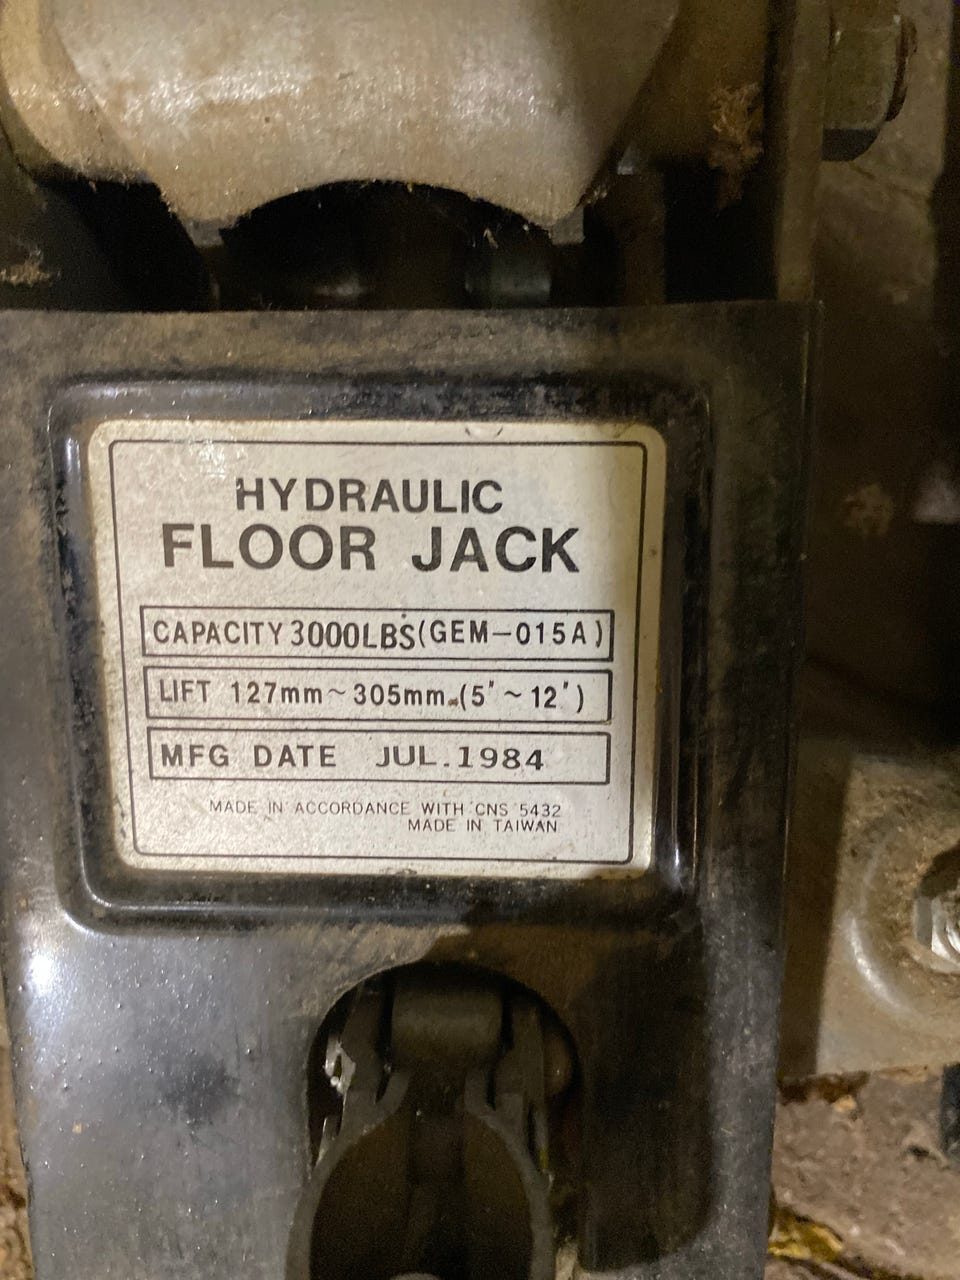 HYDRAULIC
FLOOR JACK
CAPACITY 3000LBS (GEM-015A)
LIFT 127mm~305mm (5"~12")
MFG DATE JUL.1984
MADE IN ACCORDANCE WITH CNS 5432
MADE IN TAIWAN